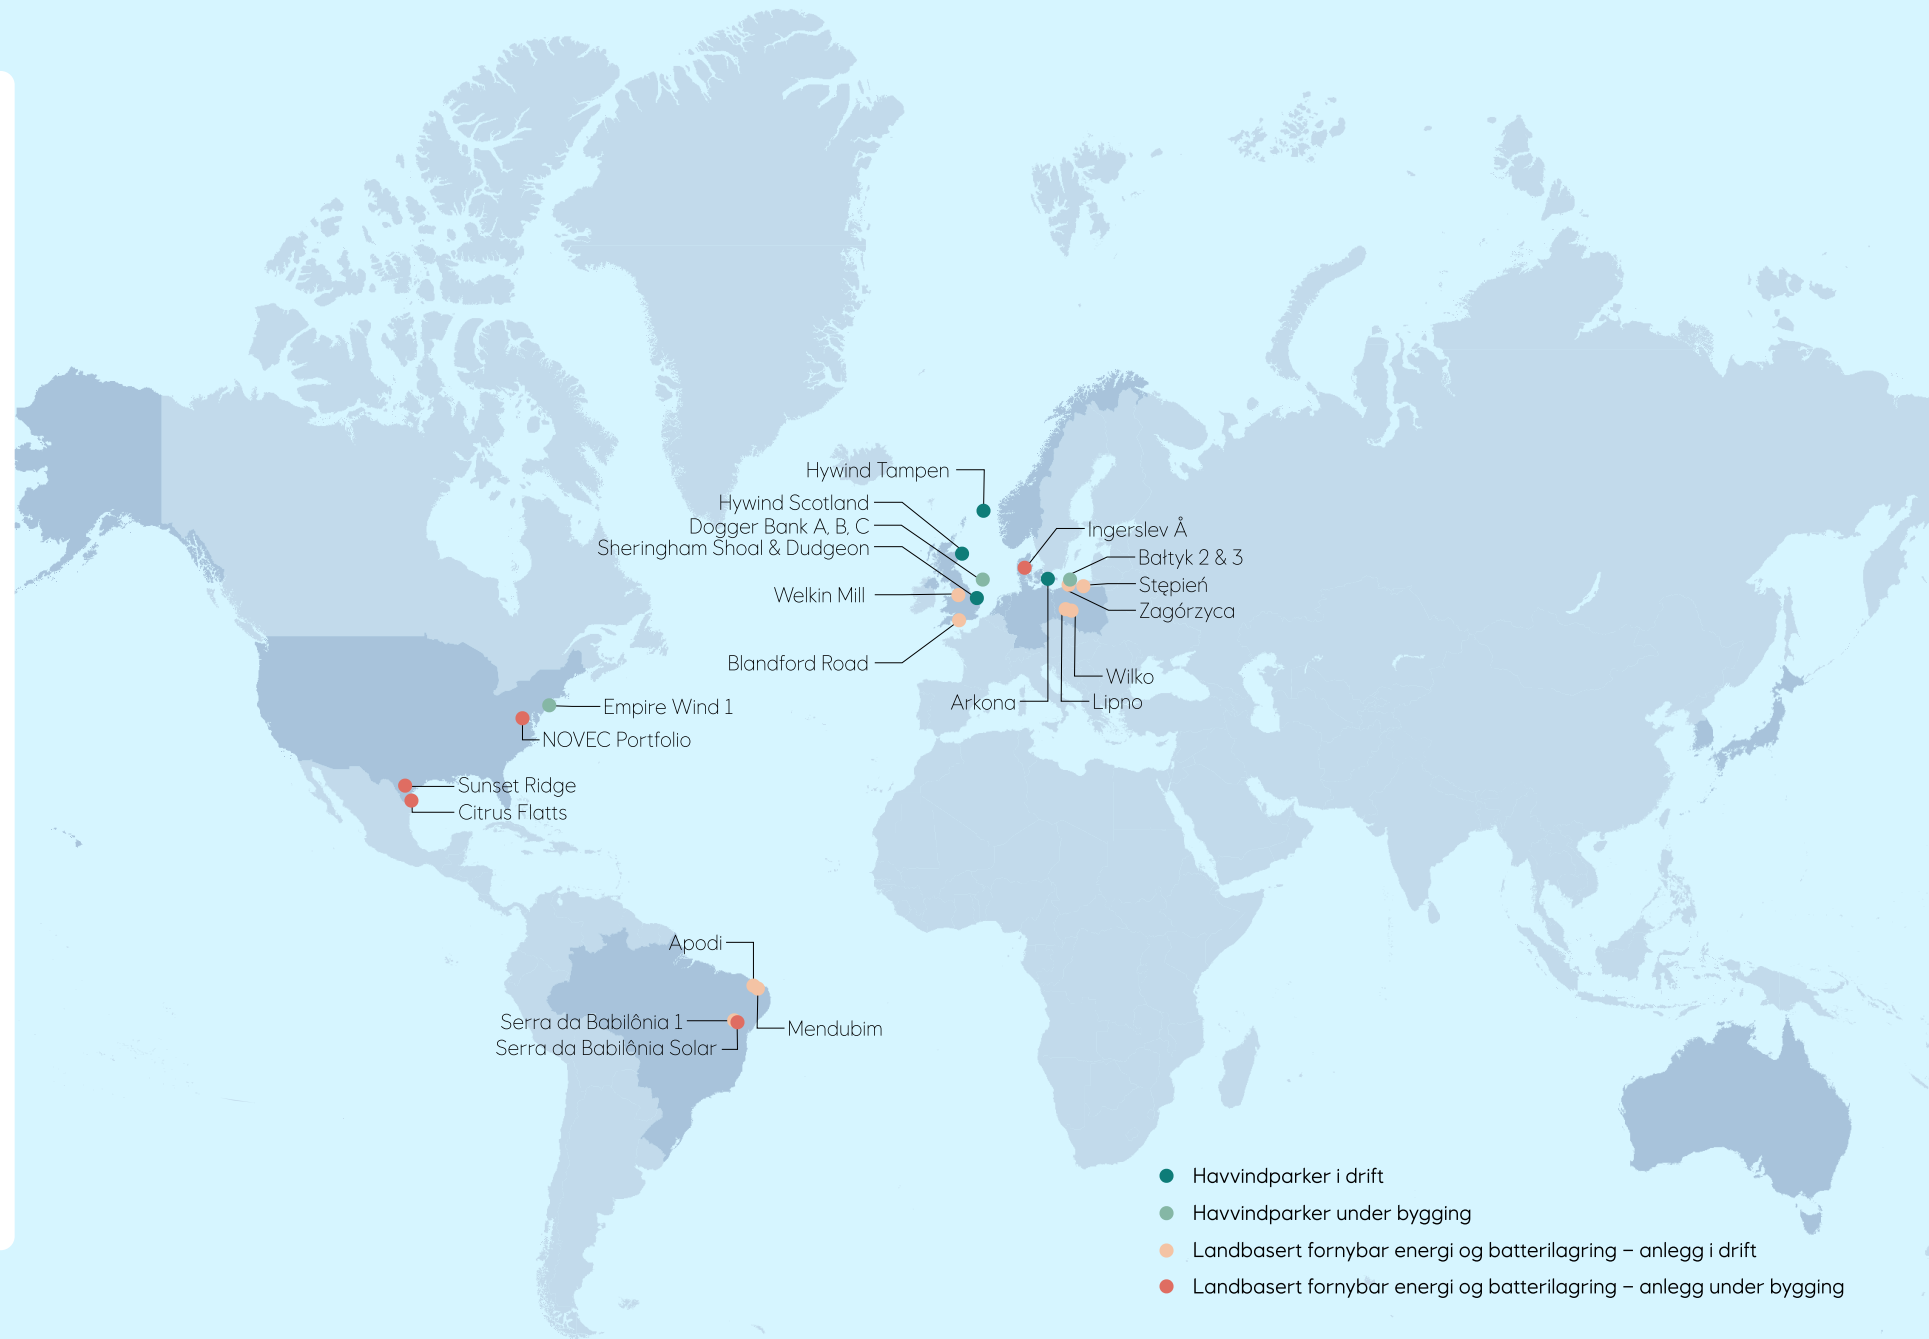 Hywind Tampen
Hywind Scotland
Dogger Bank A, B, C
Sheringham Shoal & Dudgeon
Welkin Mill
Blandford Road
Ingerslev Å
Bałtyk 2 & 3
Stępień
Zagórzyca
Wilko
Arkona
Lipno
Empire Wind 1
NOVEC Portfolio
Sunset Ridge
Citrus Flatts
Apodi
Serra da Babilônia 1
Mendubim
Serra da Babilônia Solar
Havvindparker i drift
Havvindparker under bygging
Landbasert fornybar energi og batterilagring – anlegg i drift
Landbasert fornybar energi og batterilagring – anlegg under bygging